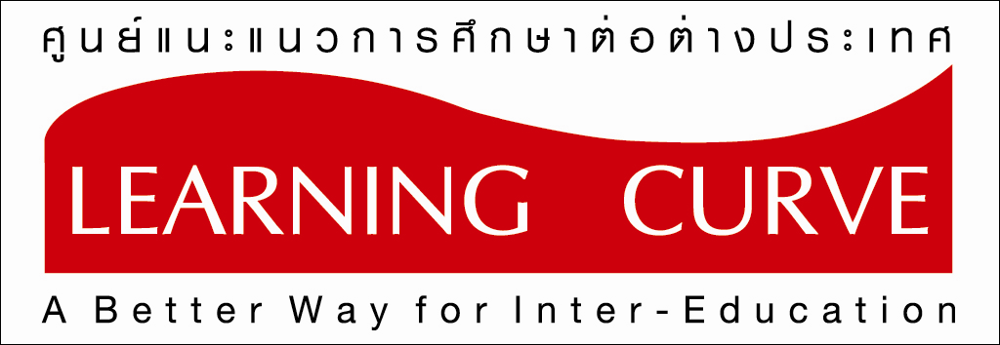 ศูนย์แนะแนวการศึกษาต่อต่างประเทศ
LEARNING CURVE
A Better Way for Inter-Education